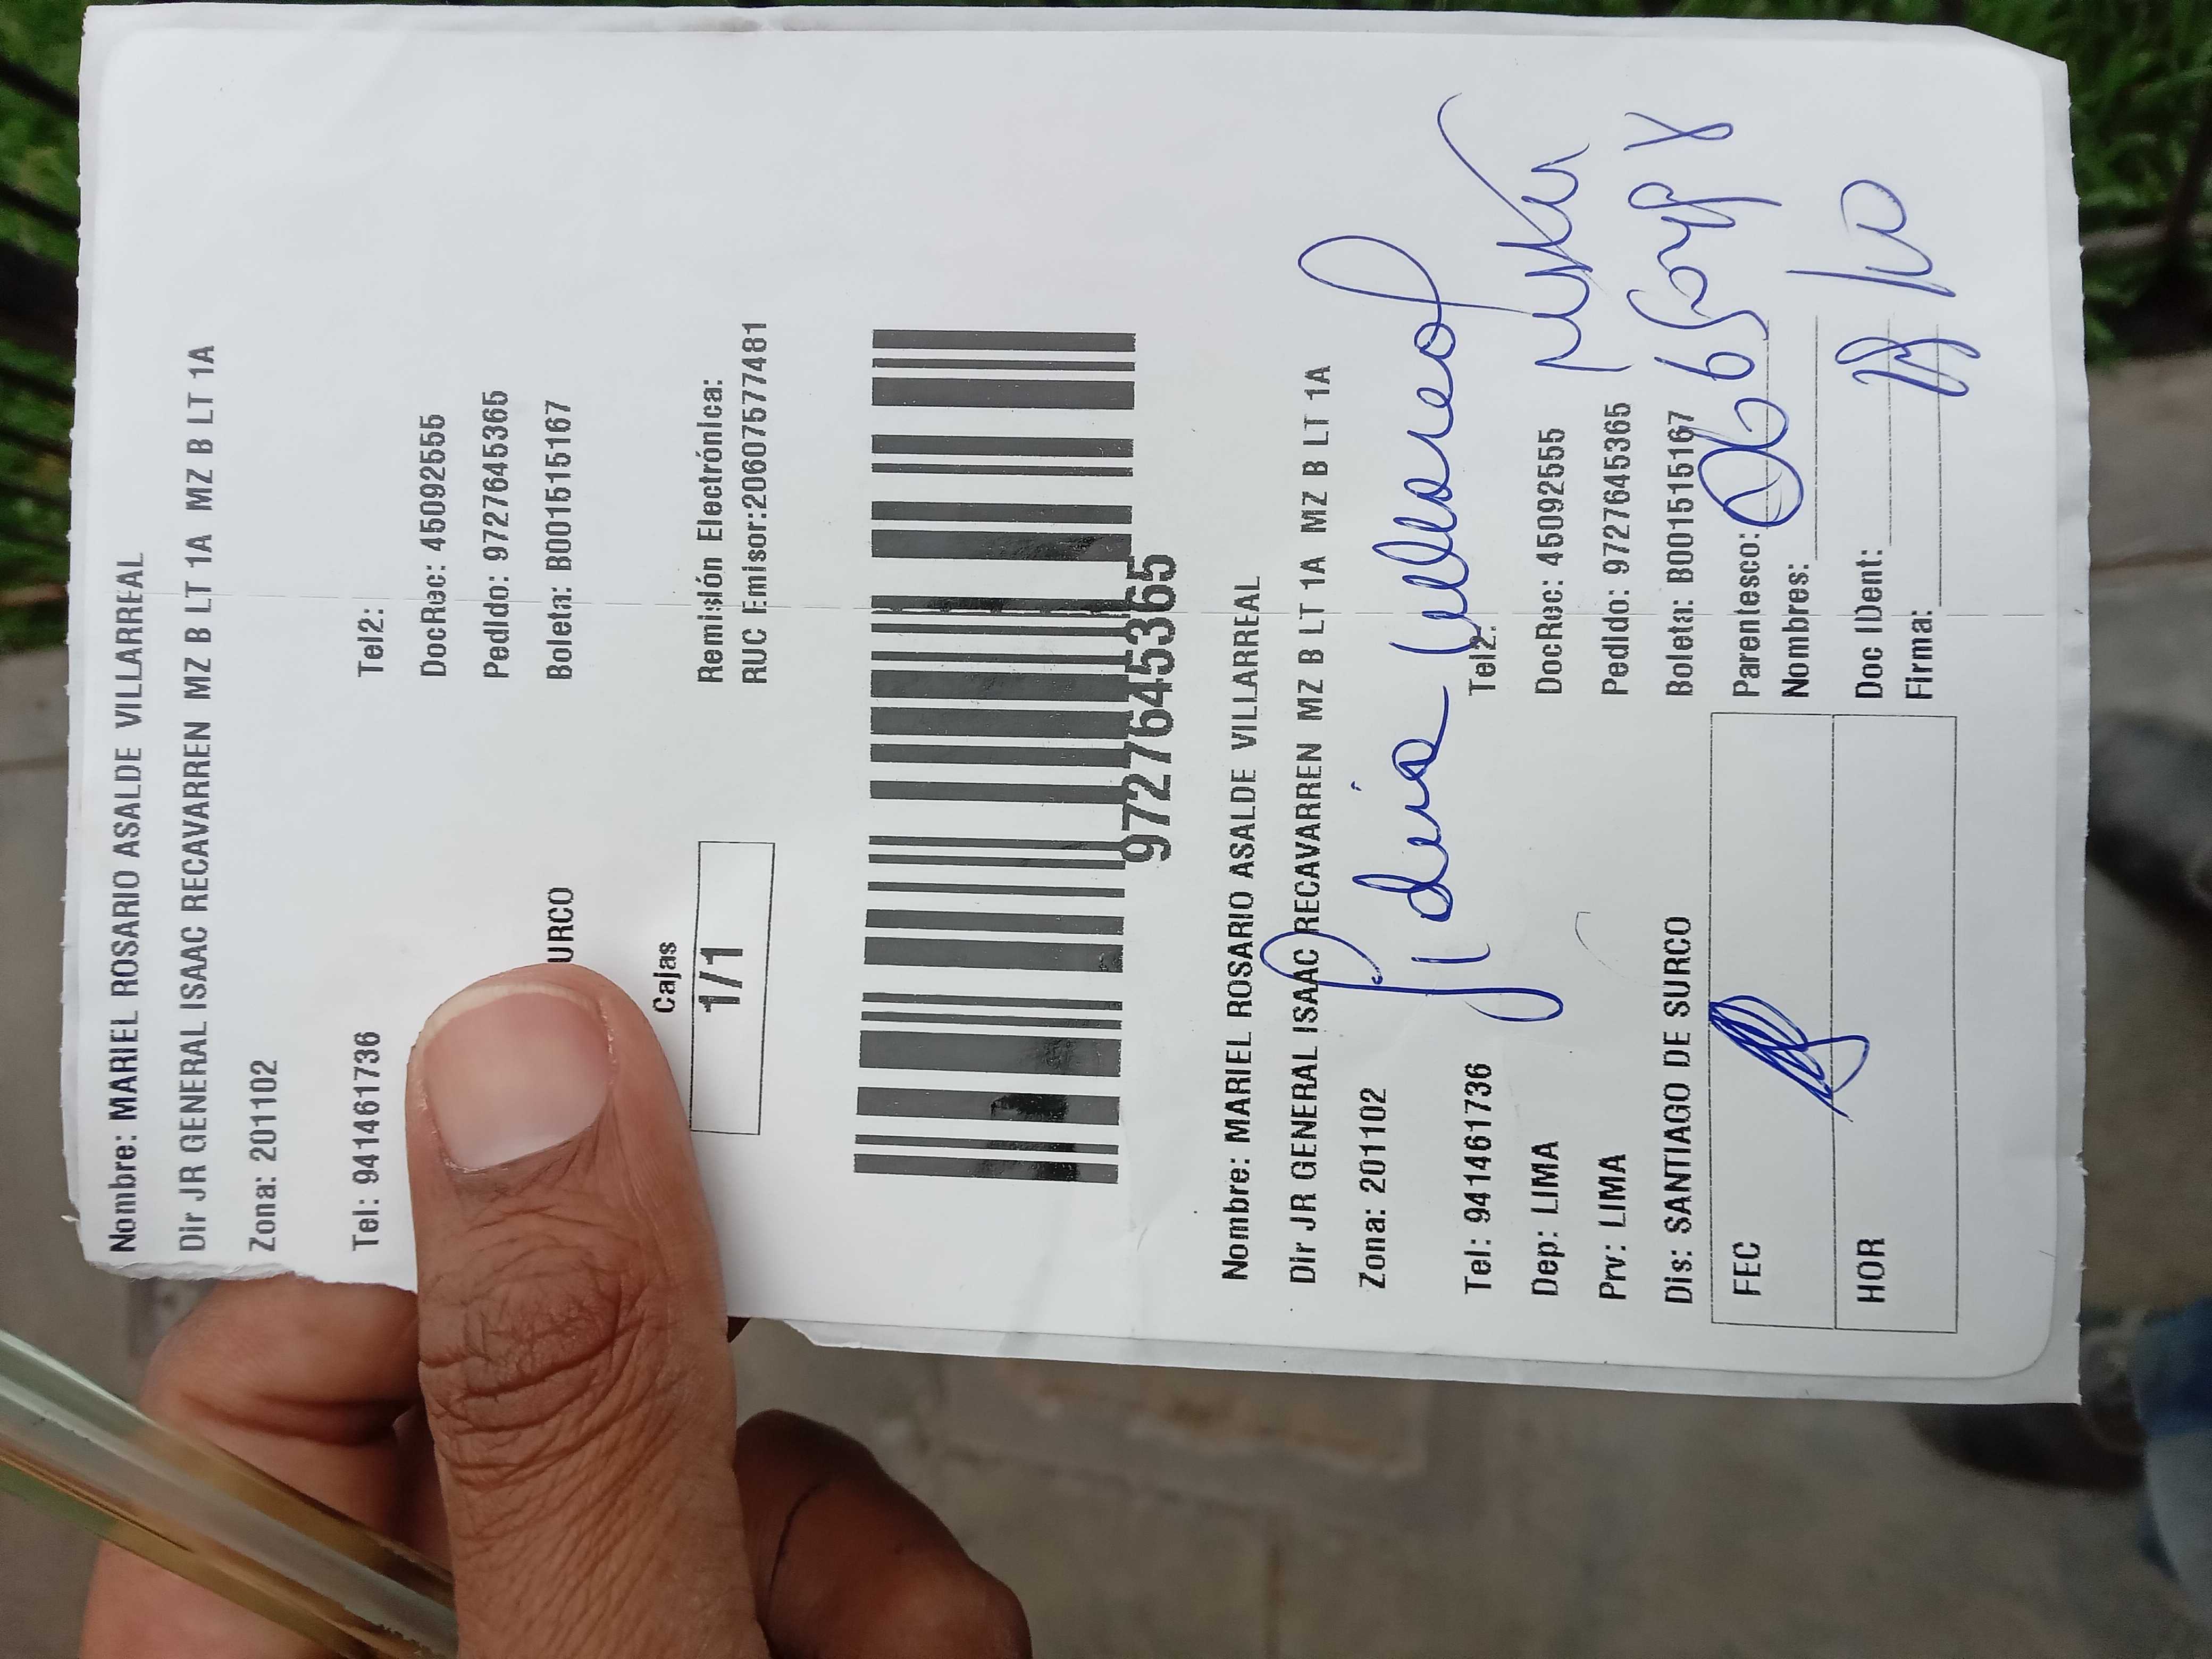 Nombre: MARIEL ROSARIO ASALDE VILLARREAL
Dir JR GENERAL ISAAC RECAVARREN MZ B LT 1A MZ B LT 1A
Zona: 201102
Tel: 941461736 Tel2:
DocRec: 45092555
Pedido: 9727645365
URCO Boleta: B001515167
Cajas
1/1
Remisión Electrónica:
RUC Emisor:20607577481
9727645365
Nombre: MARIEL ROSARIO ASALDE VILLARREAL
Dir JR GENERAL ISAAC RECAVARREN MZ B LT 1A MZ B LT 1A
Zona: 201102
Tel: 941461736 Tel2:
Dep: LIMA DocRec: 45092555
Prv: LIMA Pedido: 9727645365
Dis: SANTIAGO DE SURCO Boleta: B001515167
FEC Parentesco:
Nombres:
HOR Doc IDent:
Firma: